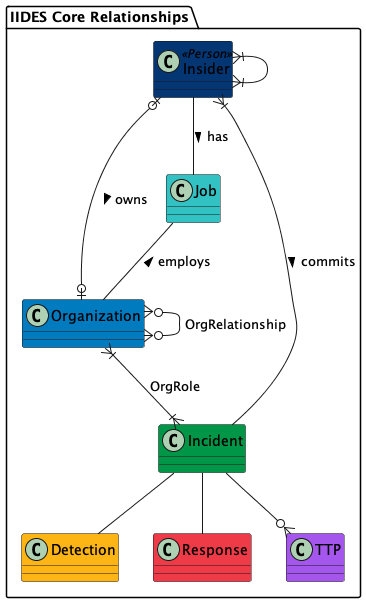 IIDES Core Relationships
C «Person»
Insider
has
C Job
owns
employs
commits
C Organization
OrgRelationship
OrgRole
C Incident
C Detection
C Response
C TTP